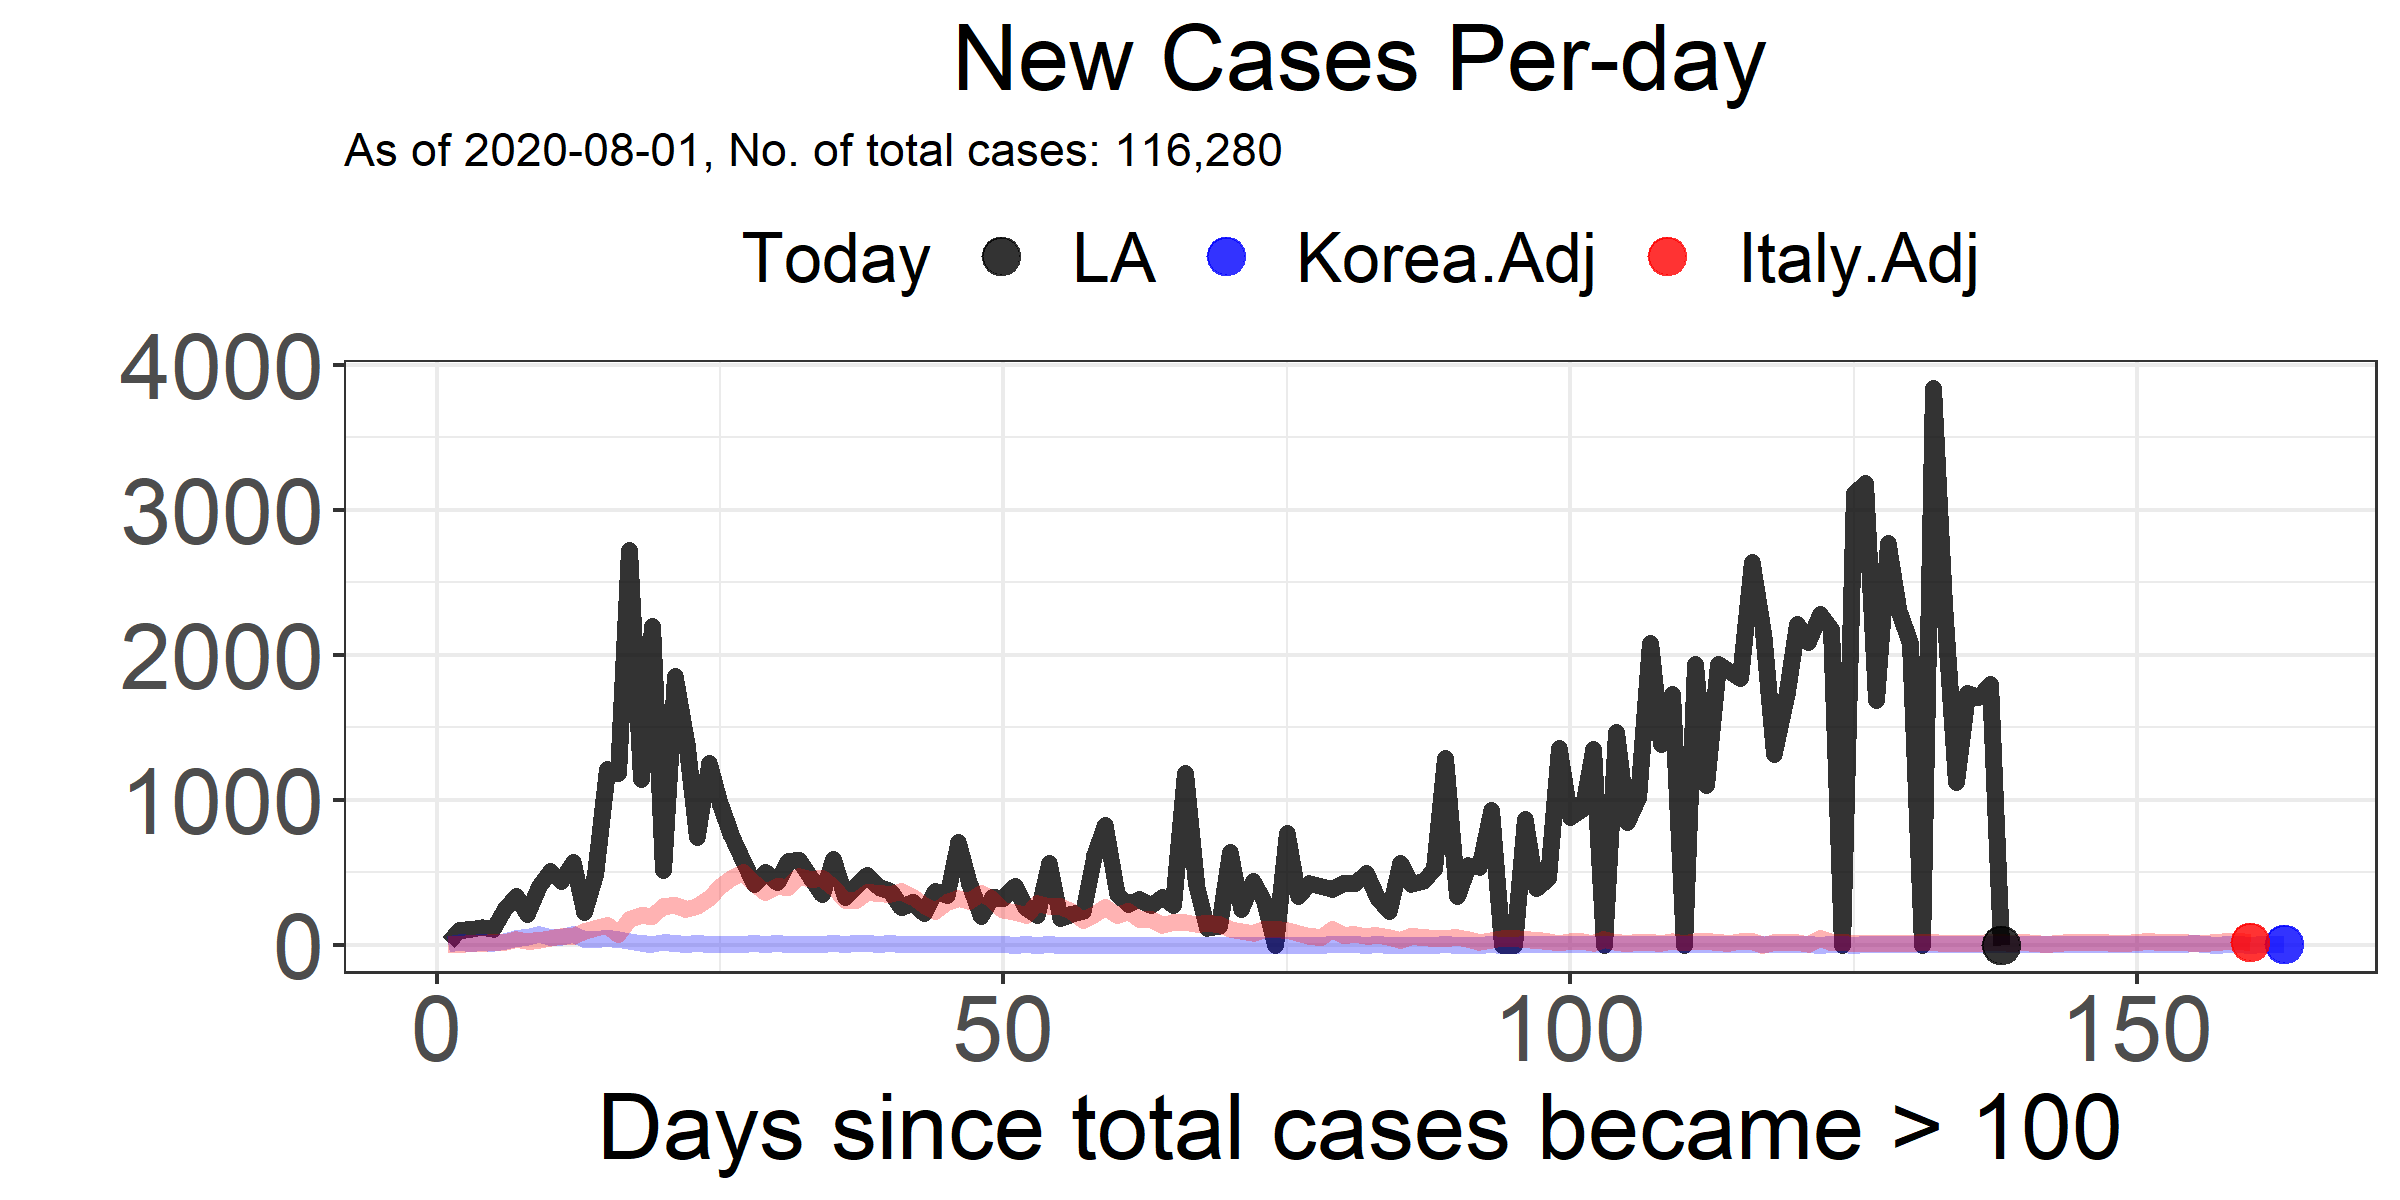 New Cases Per-day
As of 2020-08-01, No. of total cases: 116,280
Today LA Korea.Adj Italy.Adj
4000
3000
2000
1000
0
0 50 100 150
Days since total cases became > 100